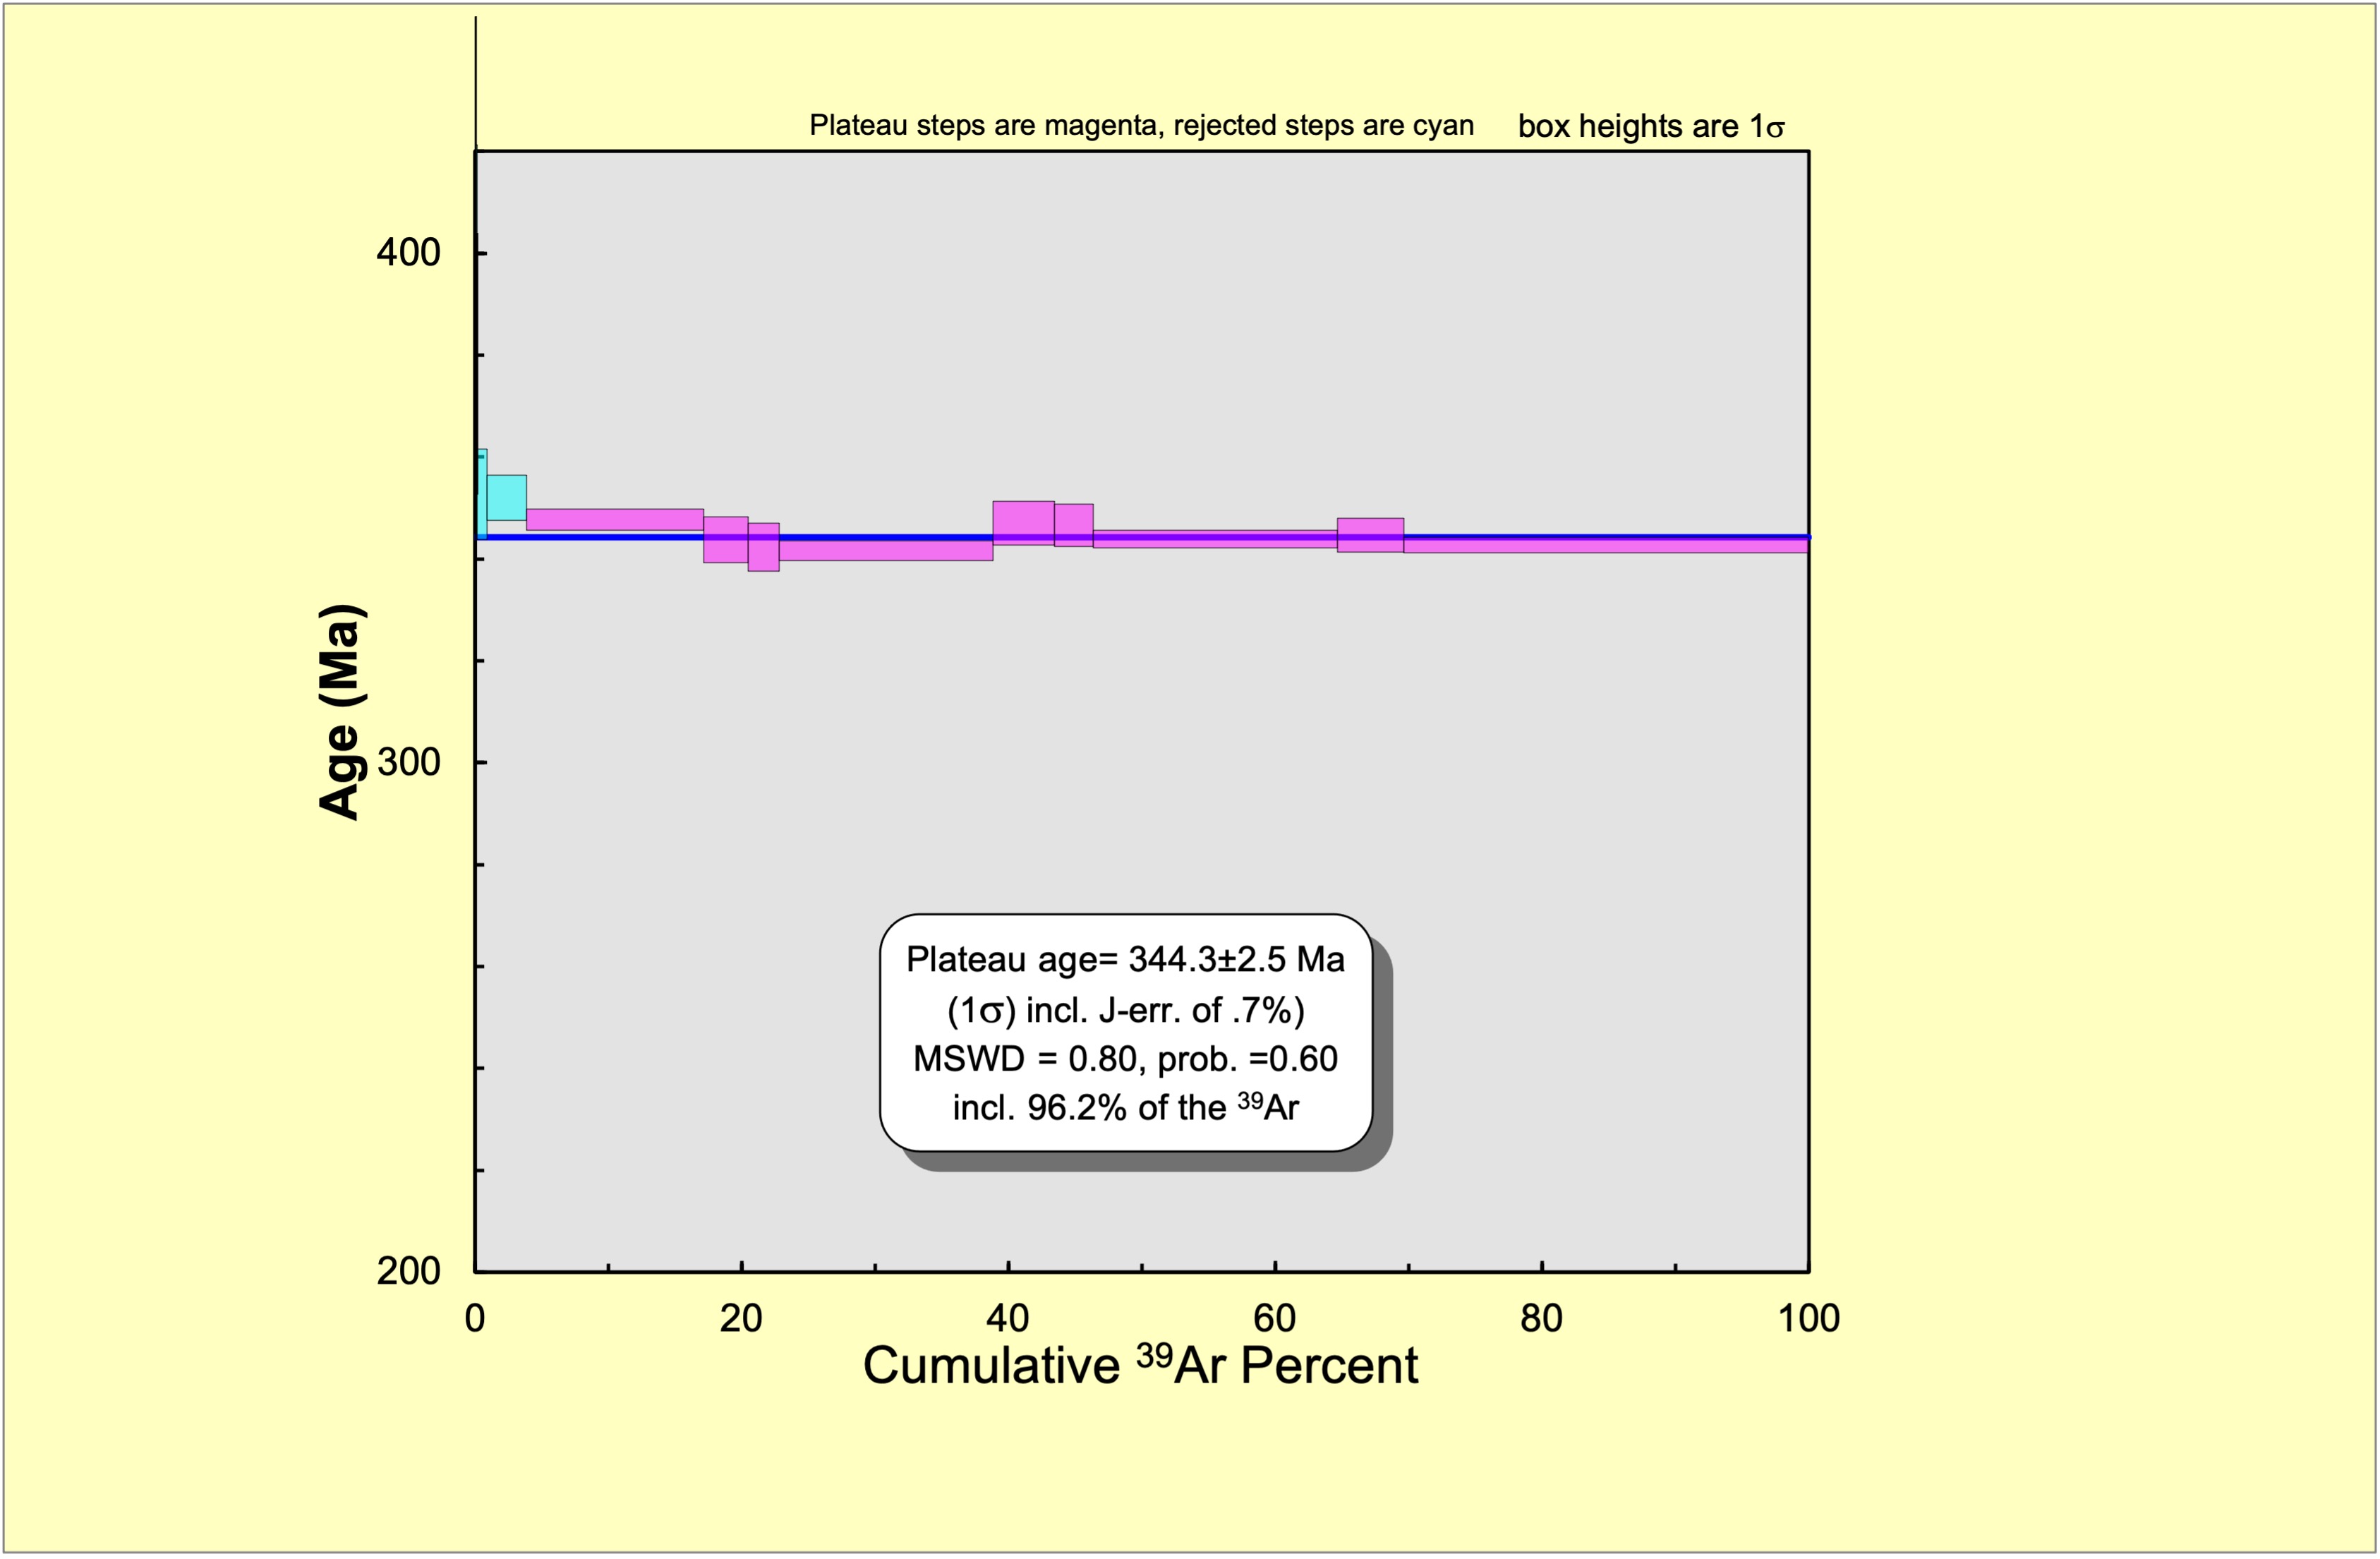 Plateau steps are magenta, rejected steps are cyan box heights are 1σ
400
300
200
Age (Ma)
Plateau age= 344.3±2.5 Ma
(1σ) incl. J-err. of .7%)
MSWD = 0.80, prob. =0.60
incl. 96.2% of the ³⁹Ar
0 20 40 60 80 100
Cumulative ³⁹Ar Percent